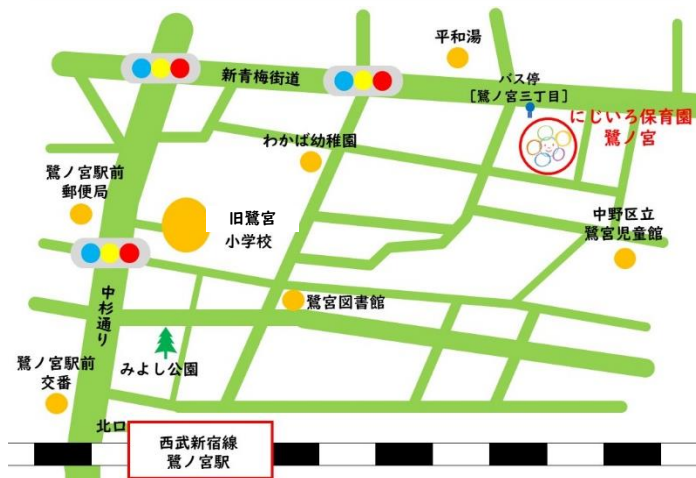 平和湯
新青梅街道
バス停
[鷺ノ宮三丁目]
にじいろ保育園
鷺ノ宮
わかば幼稚園
鷺ノ宮駅前
郵便局
旧鷺宮
小学校
中野区立
鷺宮児童館
中杉通り
鷺宮図書館
みよし公園
鷺ノ宮駅前
交番
北口
西武新宿線
鷺ノ宮駅